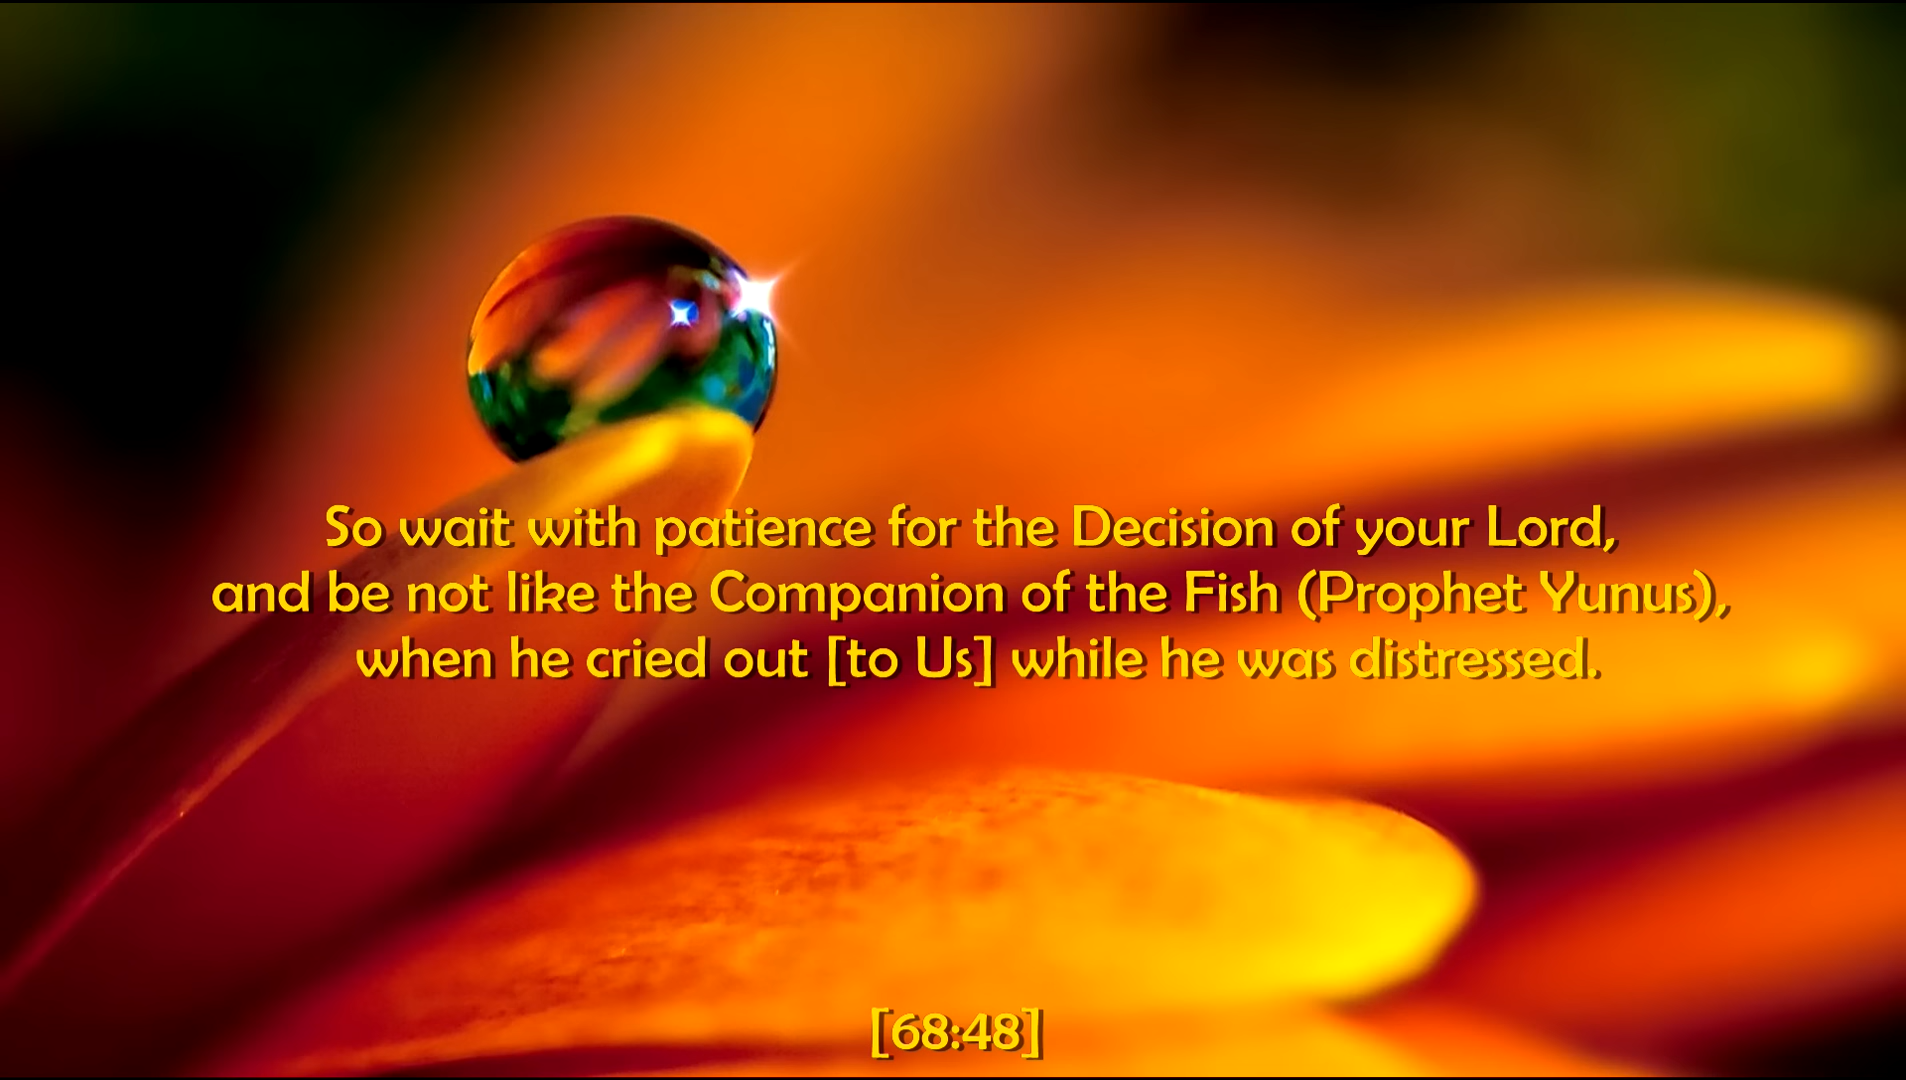 So wait with patience for the Decision of your Lord,
and be not like the Companion of the Fish (Prophet Yunus),
when he cried out [to Us] while he was distressed.
[68:48]